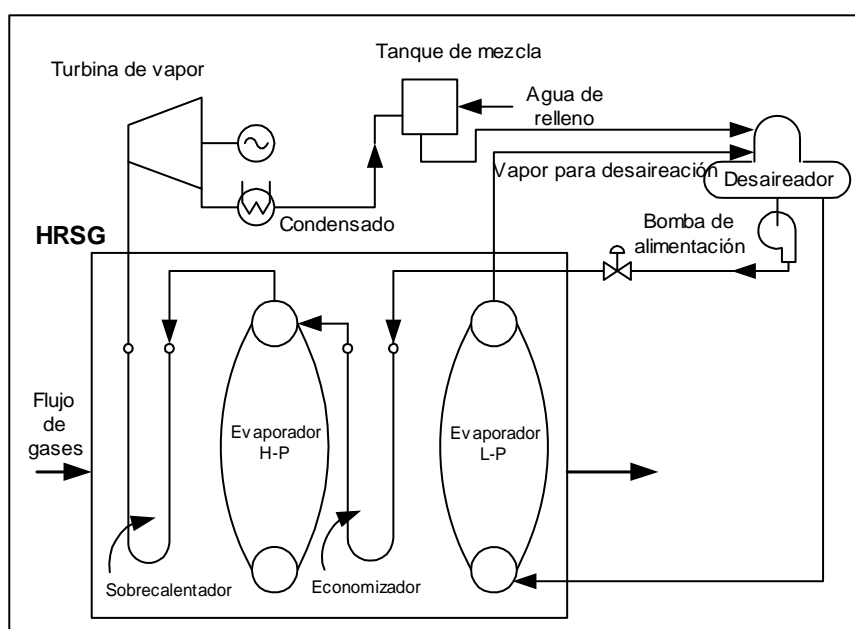 Tanque de mezcla
Turbina de vapor
Agua de
relleno
Vapor para desaireación
Desaireador
Condensado
Bomba de
alimentación
HRSG
Flujo
de
gases
Evaporador
H-P
Evaporador
L-P
Sobrecalentador
Economizador